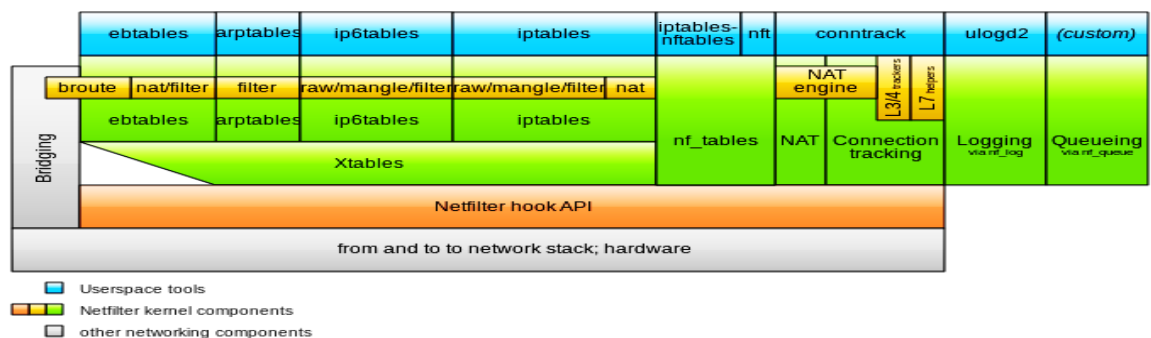 ebtables
arptables
ip6tables
iptables
iptables-
nftables
nft
conntrack
ulogd2
(custom)
broute
nat/filter
filter
raw/mangle/filter
raw/mangle/filter
nat
NAT
engine
L3/4 trackers
L7 helpers
ebtables
arptables
ip6tables
iptables
nf_tables
NAT
Connection
tracking
Logging
via nf_log
Queueing
via nf_queue
Bridging
Xtables
Netfilter hook API
from and to to network stack; hardware
Userspace tools
Netfilter kernel components
other networking components